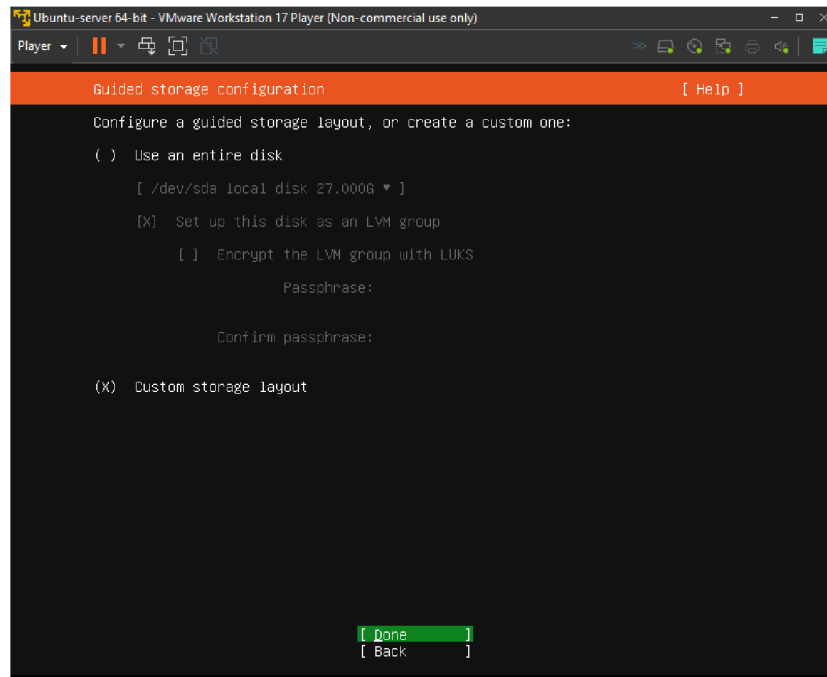 Ubuntu-server 64-bit - VMware Workstation 17 Player (Non-commercial use only)
Player
Guided storage configuration [ Help ]
Configure a guided storage layout, or create a custom one:
( ) Use an entire disk
[ /dev/sda local disk 27.000G ▾ ]
[X] Set up this disk as an LVM group
[ ] Encrypt the LVM group with LUKS
Passphrase:
Confirm passphrase:
(X) Custom storage layout
[ Done ]
[ Back ]